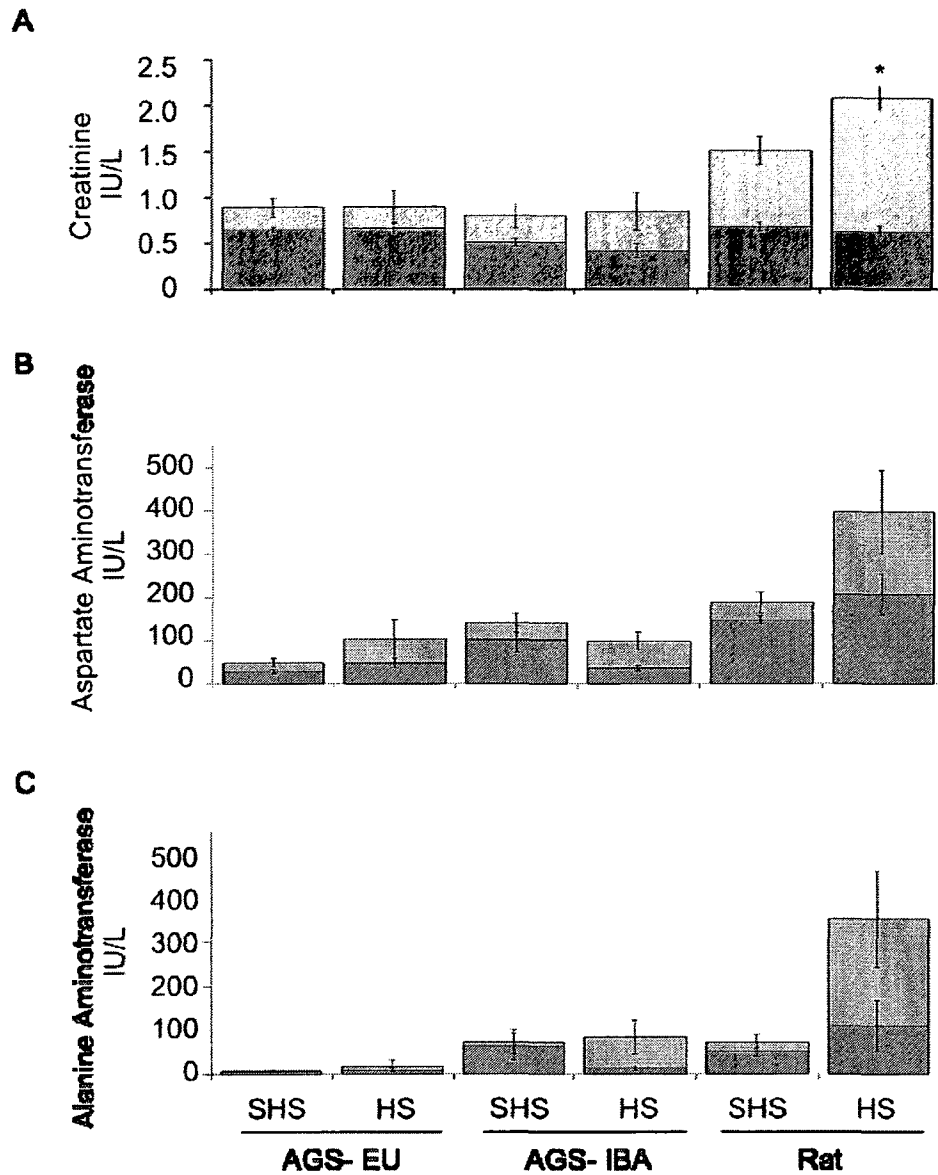 A
Creatinine
IU/L
2.5
2.0
1.5
1.0
0.5
0
*
B
Aspartate Aminotransferase
IU/L
500
400
300
200
100
0
C
Alanine Aminotransferase
IU/L
500
400
300
200
100
0
SHS HS SHS HS SHS HS
AGS- EU AGS- IBA Rat